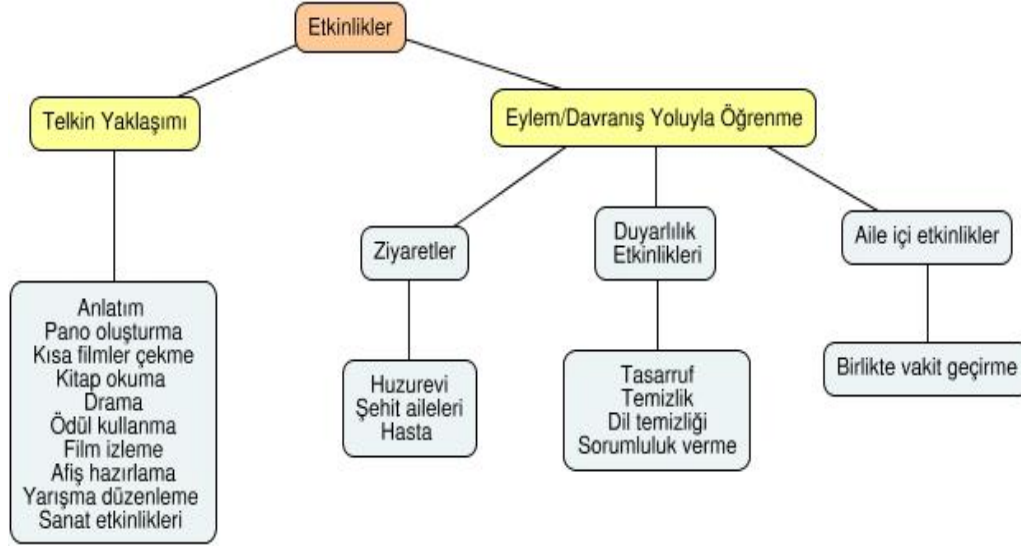 Etkinlikler
Telkin Yaklaşımı
Eylem/Davranış Yoluyla Öğrenme
Ziyaretler
Duyarlılık
Etkinlikleri
Aile içi etkinlikler
Anlatım
Pano oluşturma
Kısa filmler çekme
Kitap okuma
Drama
Ödül kullanma
Film izleme
Afiş hazırlama
Yarışma düzenleme
Sanat etkinlikleri
Huzurevi
Şehit aileleri
Hasta
Tasarruf
Temizlik
Dil temizliği
Sorumluluk verme
Birlikte vakit geçirme